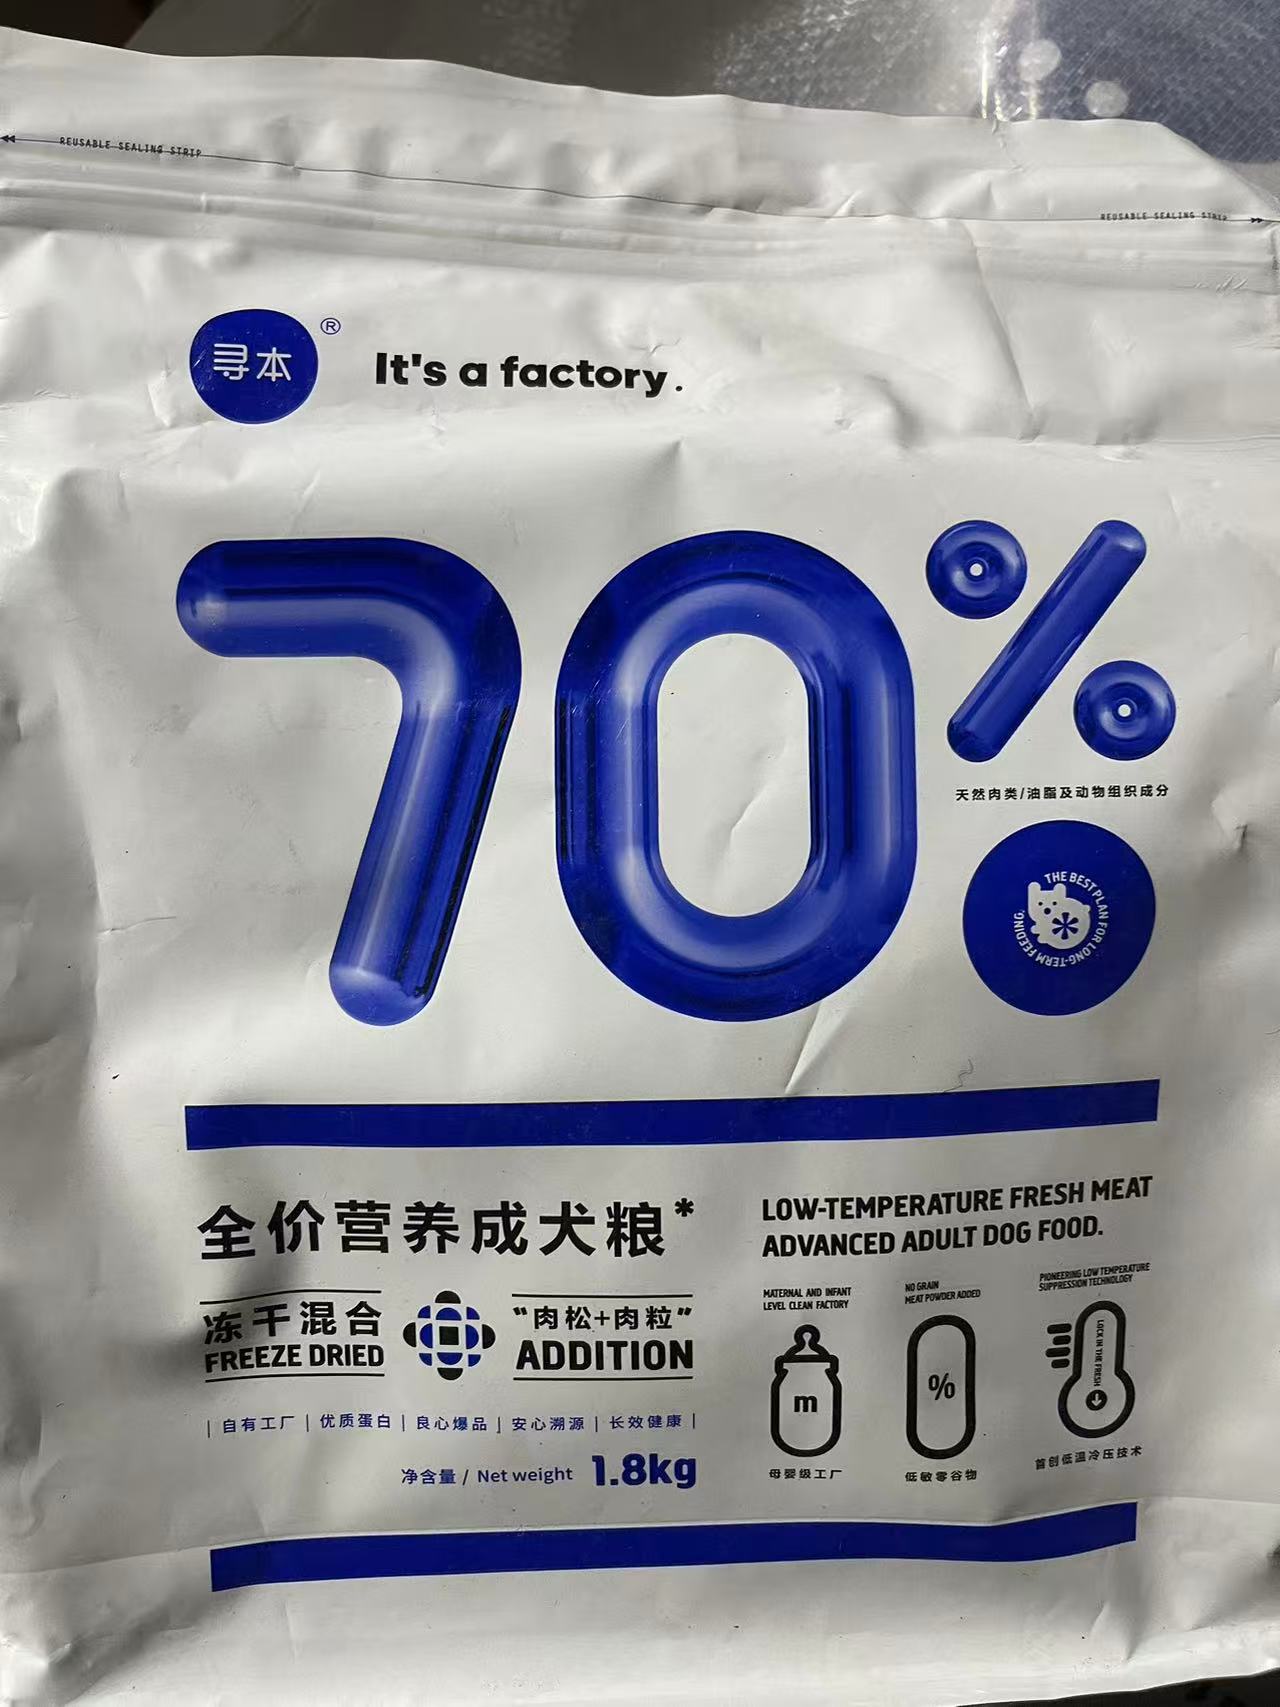 REUSABLE SEALING STRIP
REUSABLE SEALING STRIP
寻本®
It's a factory.
70%
天然肉类/油脂及动物组织成分
THE BEST PLAN FOR LONG-TERM FEEDING.
全价营养成犬粮*
LOW-TEMPERATURE FRESH MEAT
ADVANCED ADULT DOG FOOD.
冻干混合
FREEZE DRIED
"肉松+肉粒"
ADDITION
| 自有工厂 | 优质蛋白 | 良心爆品 | 安心溯源 | 长效健康 |
净含量 / Net weight 1.8kg
MATERNAL AND INFANT
LEVEL CLEAN FACTORY
m
母婴级工厂
NO GRAIN
MEAT POWDER ADDED
%
低敏零谷物
PIONEERING LOW TEMPERATURE
SUPPRESSION TECHNOLOGY
LOCK IN THE FRESH
首创低温冷压技术